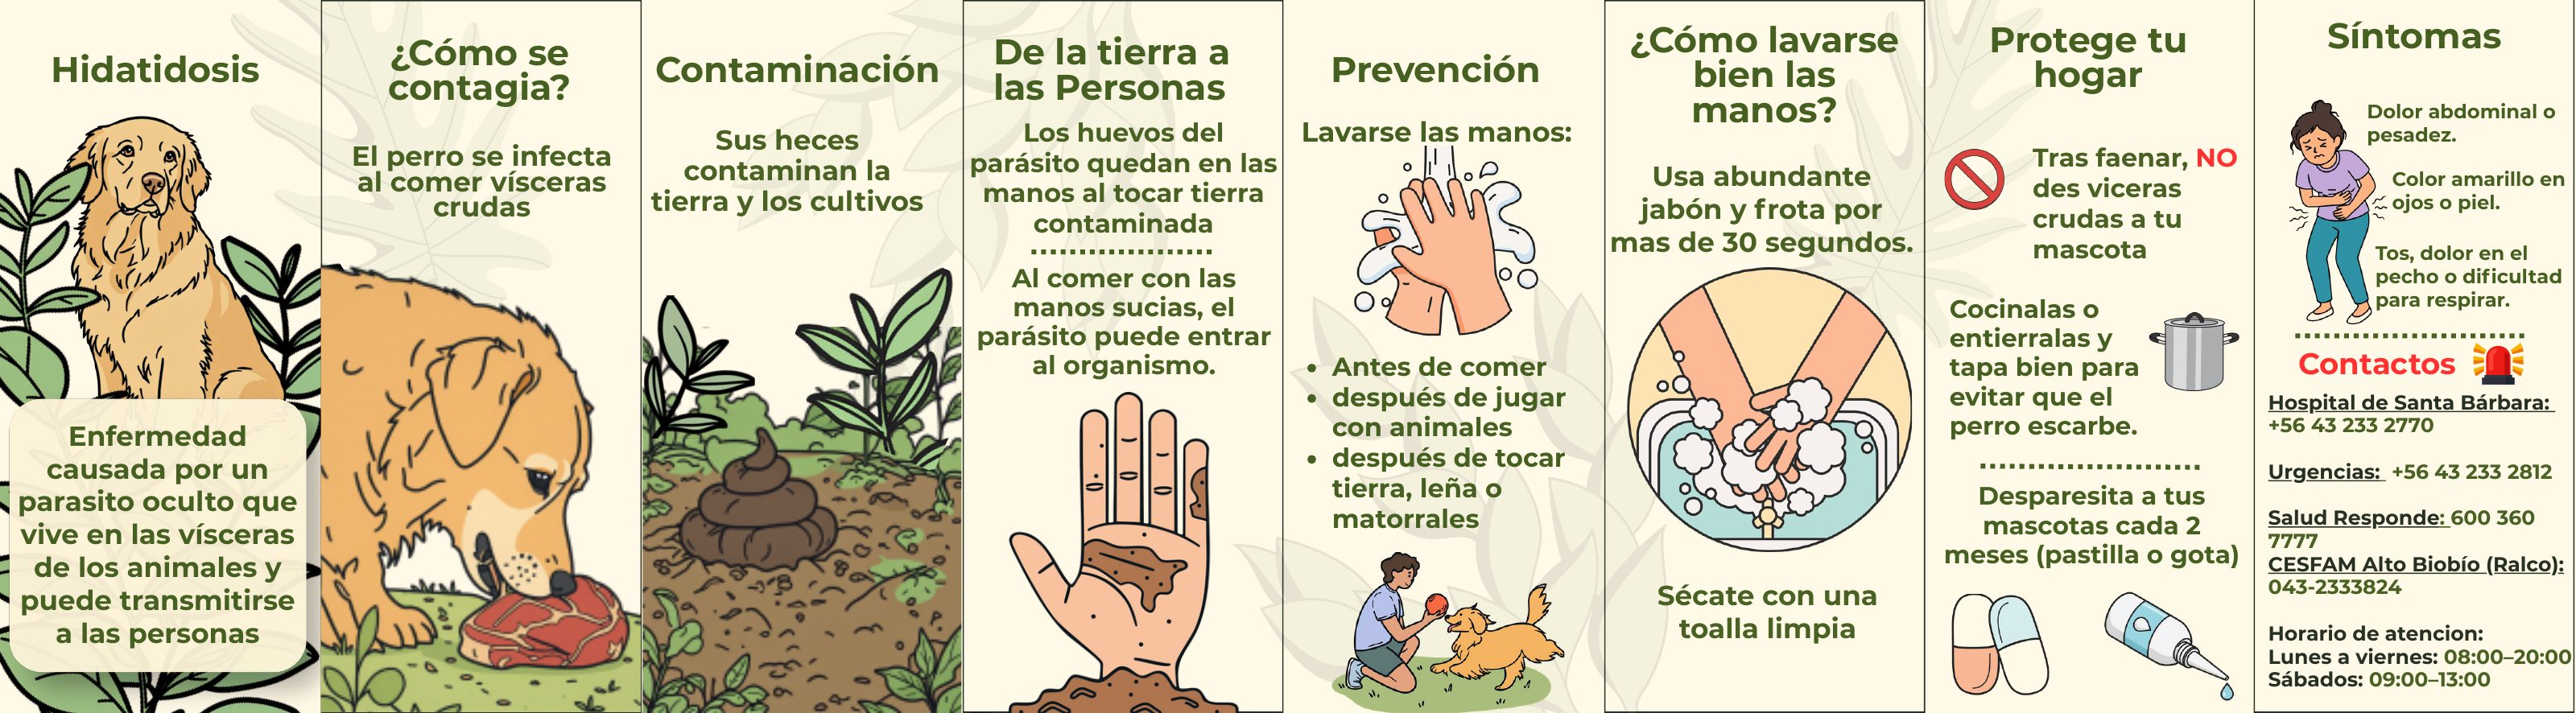 Hidatidosis
Enfermedad
causada por un
parasito oculto que
vive en las vísceras
de los animales y
puede transmitirse
a las personas
¿Cómo se
contagia?
El perro se infecta
al comer vísceras
crudas
Contaminación
Sus heces
contaminan la
tierra y los cultivos
De la tierra a
las Personas
Los huevos del
parásito quedan en las
manos al tocar tierra
contaminada
Al comer con las
manos sucias, el
parásito puede entrar
al organismo.
Prevención
Lavarse las manos:
• Antes de comer
• después de jugar
con animales
• después de tocar
tierra, leña o
matorrales
¿Cómo lavarse
bien las
manos?
Usa abundante
jabón y frota por
mas de 30 segundos.
Sécate con una
toalla limpia
Protege tu
hogar
Tras faenar, NO
des viceras
crudas a tu
mascota
Cocinalas o
entierralas y
tapa bien para
evitar que el
perro escarbe.
Desparesita a tus
mascotas cada 2
meses (pastilla o gota)
Síntomas
Dolor abdominal o
pesadez.
Color amarillo en
ojos o piel.
Tos, dolor en el
pecho o dificultad
para respirar.
Contactos
Hospital de Santa Bárbara:
+56 43 233 2770
Urgencias: +56 43 233 2812
Salud Responde: 600 360
7777
CESFAM Alto Biobío (Ralco):
043-2333824
Horario de atencion:
Lunes a viernes: 08:00–20:00
Sábados: 09:00–13:00